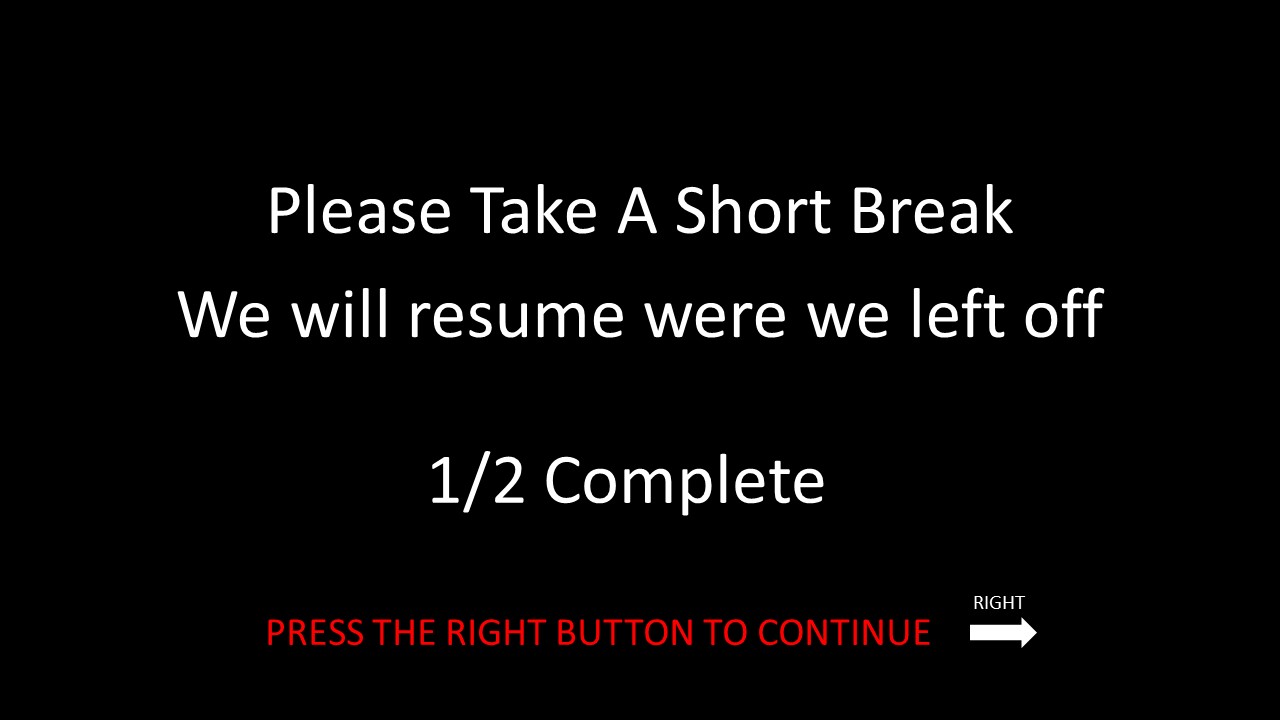 Please Take A Short Break
We will resume were we left off
1/2 Complete
RIGHT
PRESS THE RIGHT BUTTON TO CONTINUE